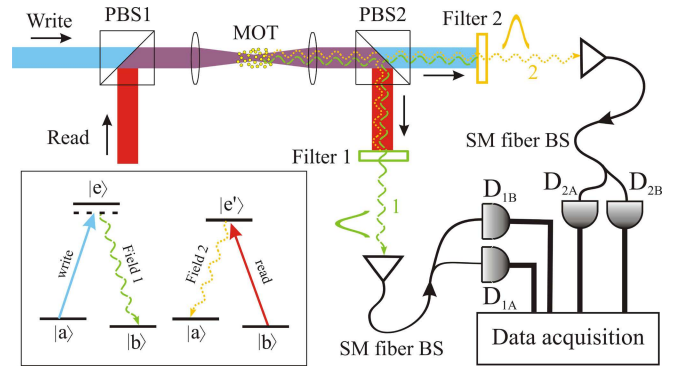 Write
PBS1
MOT
PBS2
Filter 2
2
Read
Filter 1
SM fiber BS
D2A
D2B
1
D1B
D1A
SM fiber BS
Data acquisition
|e⟩
|e'⟩
write
Field 1
Field 2
read
|a⟩
|b⟩
|a⟩
|b⟩